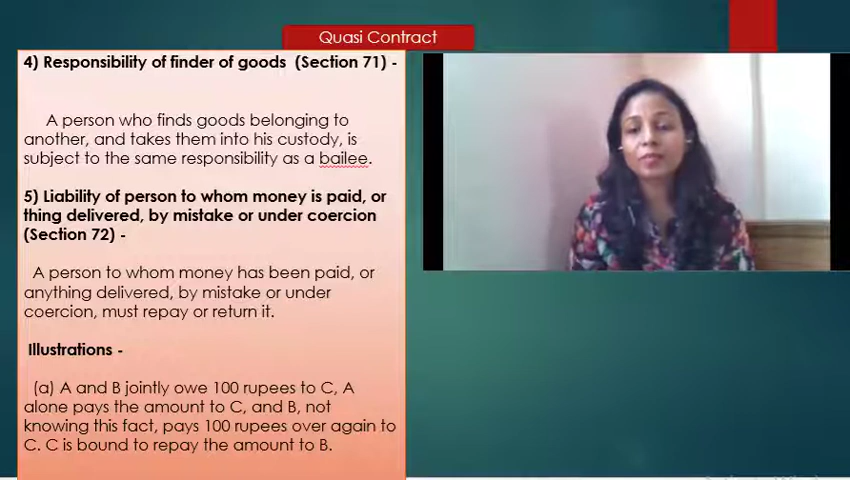 Quasi Contract
4) Responsibility of finder of goods (Section 71) -
A person who finds goods belonging to
another, and takes them into his custody, is
subject to the same responsibility as a bailee.
5) Liability of person to whom money is paid, or
thing delivered, by mistake or under coercion
(Section 72) -
A person to whom money has been paid, or
anything delivered, by mistake or under
coercion, must repay or return it.
Illustrations -
(a) A and B jointly owe 100 rupees to C, A
alone pays the amount to C, and B, not
knowing this fact, pays 100 rupees over again to
C. C is bound to repay the amount to B.